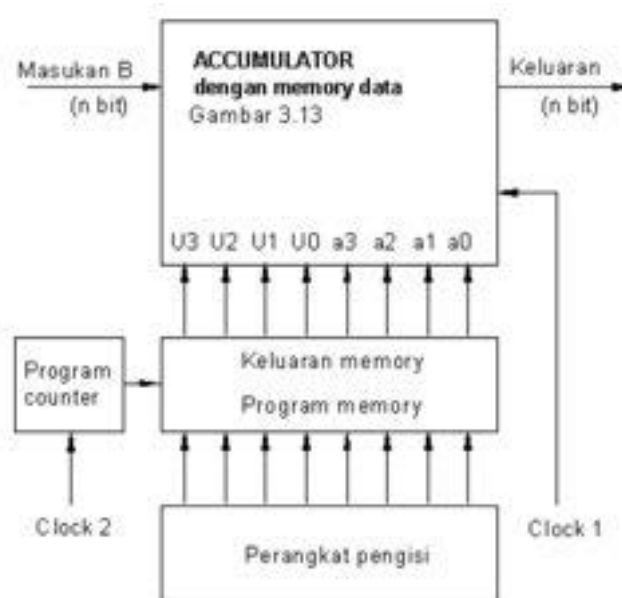 ACCUMULATOR
dengan memory data
Gambar 3.13
Masukan B
(n bit)
Keluaran
(n bit)
U3 U2 U1 U0 a3 a2 a1 a0
Keluaran memory
Program memory
Program
counter
Clock 2
Clock 1
Perangkat pengisi